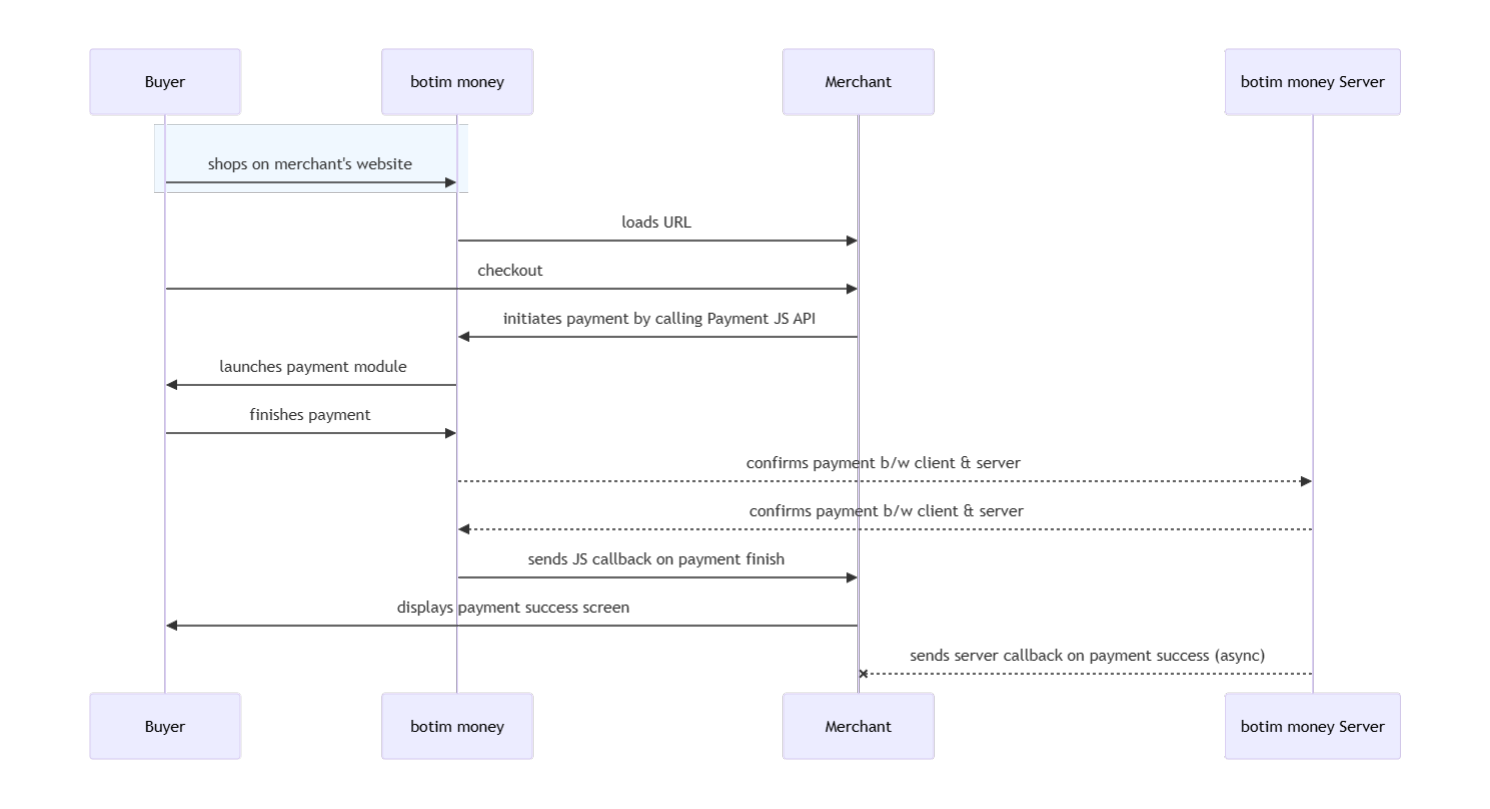 Buyer
botim money
Merchant
botim money Server
shops on merchant's website
loads URL
checkout
initiates payment by calling Payment JS API
launches payment module
finishes payment
confirms payment b/w client & server
confirms payment b/w client & server
sends JS callback on payment finish
displays payment success screen
sends server callback on payment success (async)
Buyer
botim money
Merchant
botim money Server